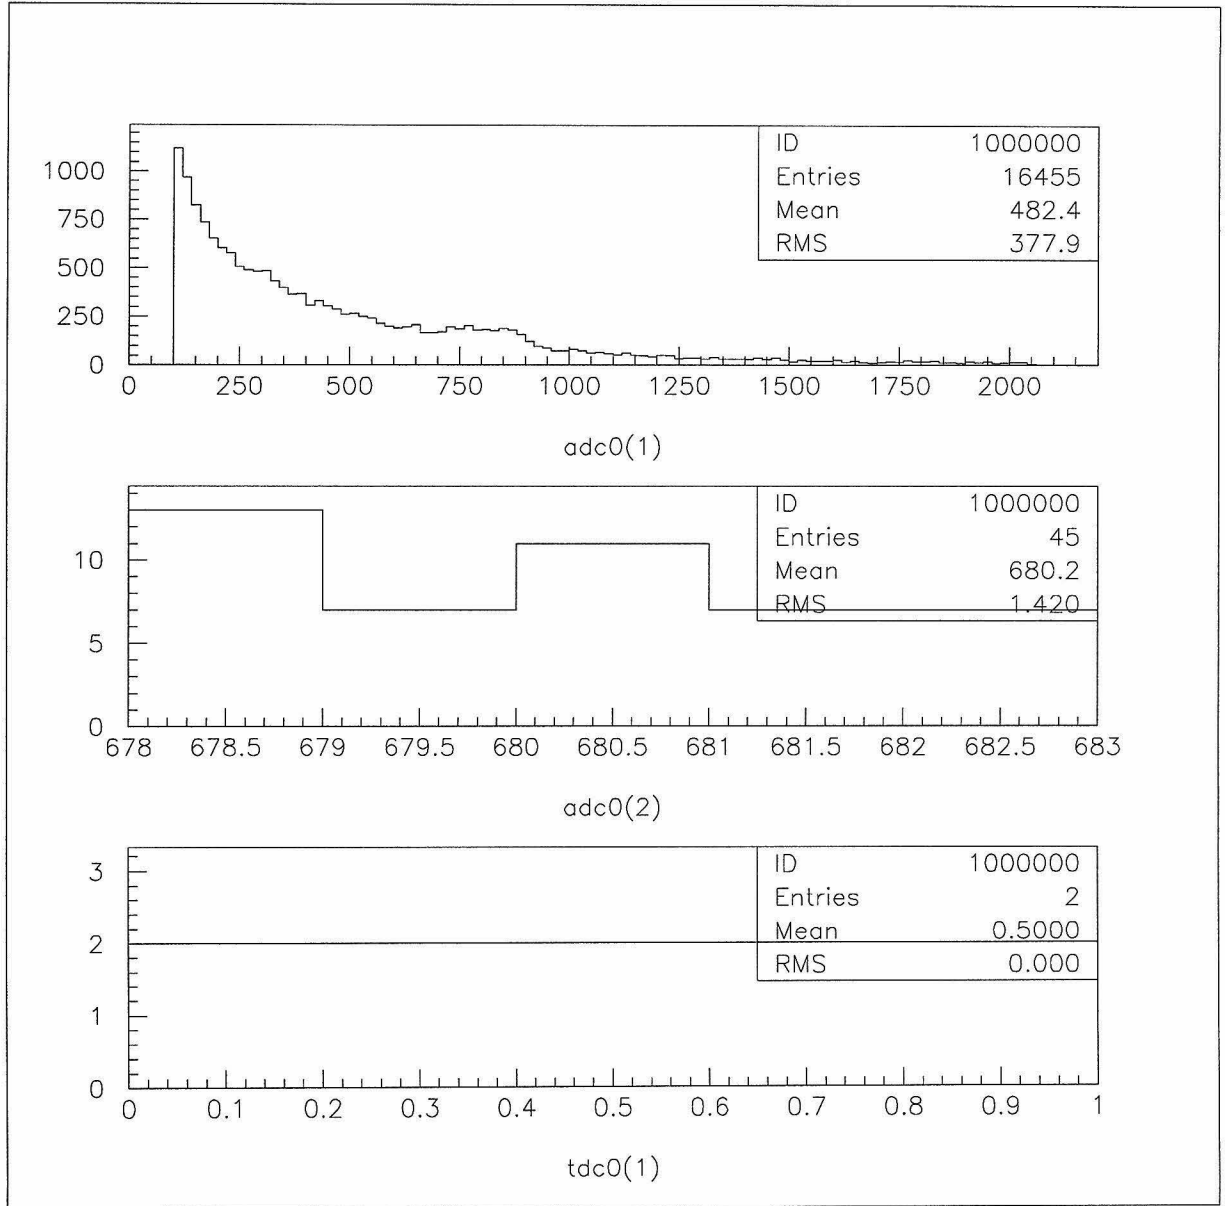 ID 1000000
Entries 16455
Mean 482.4
RMS 377.9
1000
750
500
250
0
0 250 500 750 1000 1250 1500 1750 2000
adc0(1)
ID 1000000
Entries 45
Mean 680.2
RMS 1.420
10
5
0
678 678.5 679 679.5 680 680.5 681 681.5 682 682.5 683
adc0(2)
ID 1000000
Entries 2
Mean 0.5000
RMS 0.000
3
2
1
0
0 0.1 0.2 0.3 0.4 0.5 0.6 0.7 0.8 0.9 1
tdc0(1)